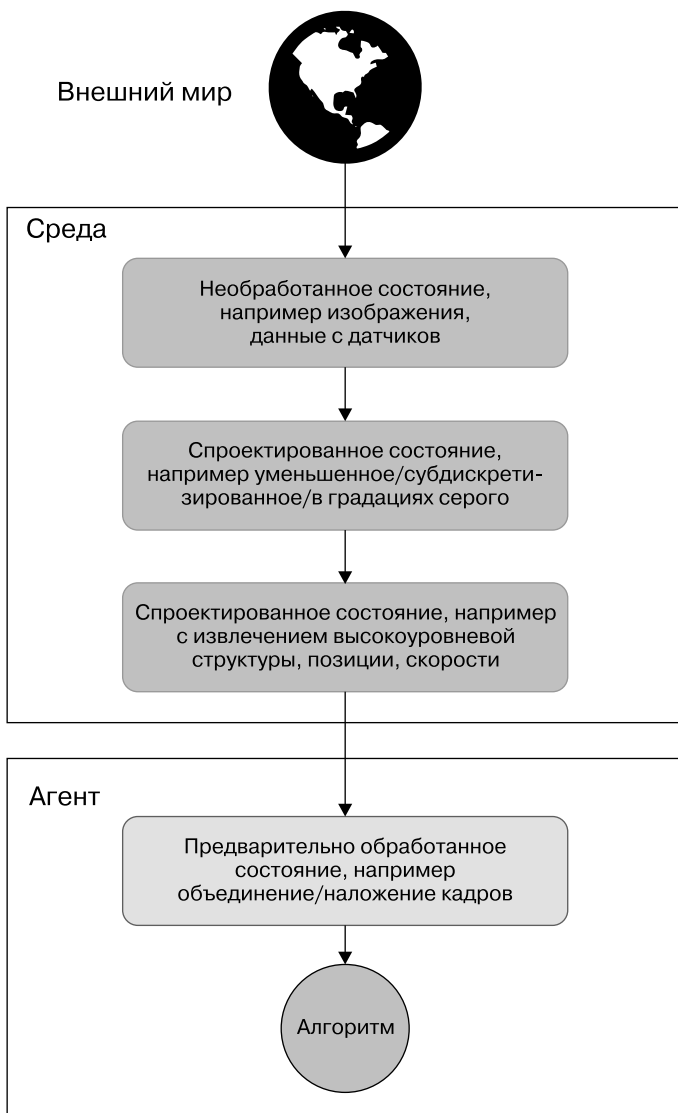 Внешний мир
Среда
Необработанное состояние,
например изображения,
данные с датчиков
Спроектированное состояние,
например уменьшенное/субдискрети-
зированное/в градациях серого
Спроектированное состояние, например
с извлечением высокоуровневой
структуры, позиции, скорости
Агент
Предварительно обработанное
состояние, например
объединение/наложение кадров
Алгоритм